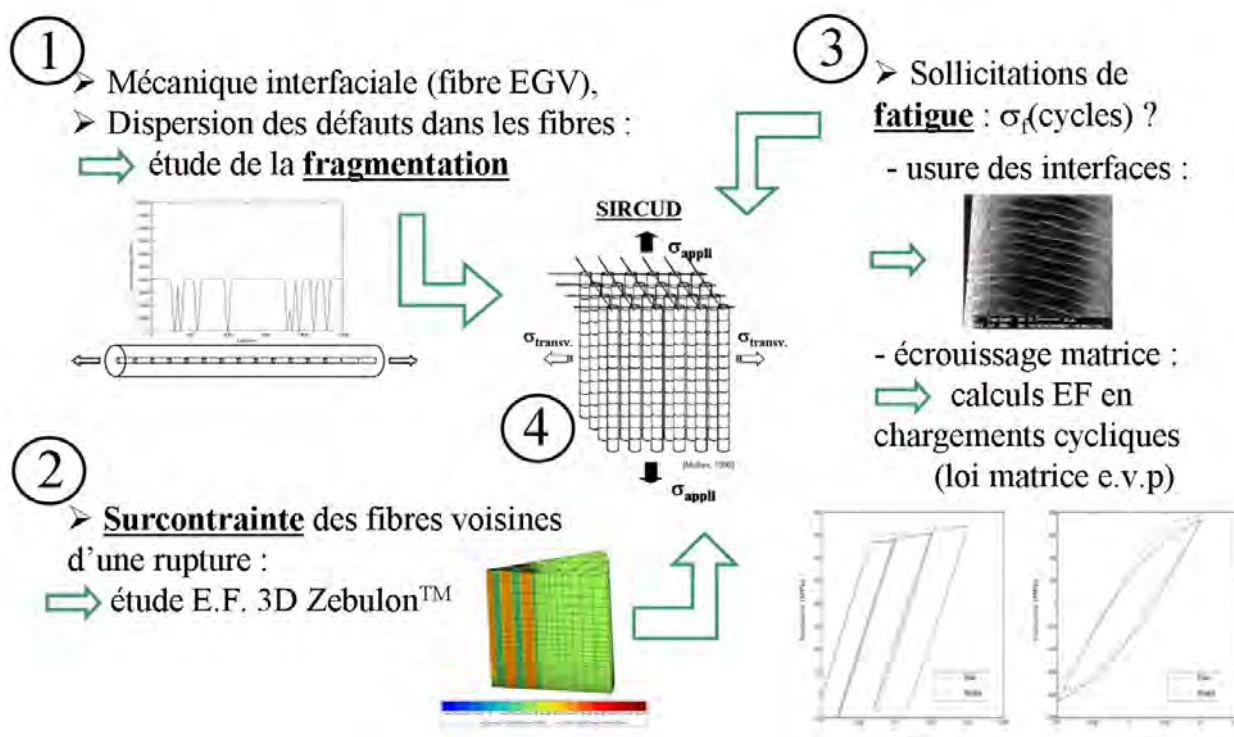 1
➢ Mécanique interfaciale (fibre EGV),
➢ Dispersion des défauts dans les fibres :
étude de la fragmentation
2
➢ Surcontrainte des fibres voisines
d’une rupture :
étude E.F. 3D Zebulon™
3
➢ Sollicitations de
fatigue : σf(cycles) ?
- usure des interfaces :
- écrouissage matrice :
calculs EF en
chargements cycliques
(loi matrice e.v.p)
4
SIRCUD
σappli
σtransv.
σtransv.
σappli